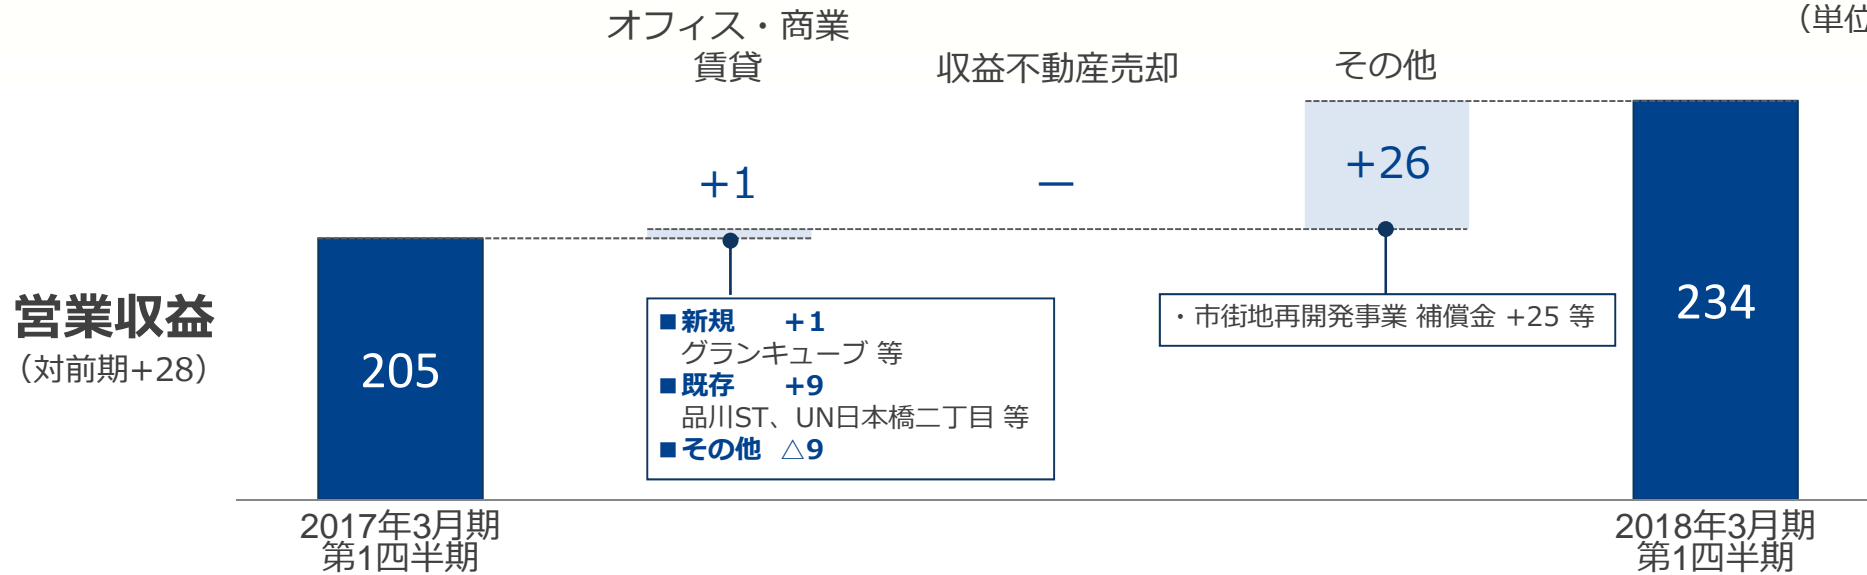 (単位
オフィス・商業
賃貸
収益不動産売却
その他
+1
—
+26
営業収益
(対前期+28)
205
■新規 +1
グランキューブ 等
■既存 +9
品川ST、UN日本橋二丁目 等
■その他 △9
・市街地再開発事業 補償金 +25 等
234
2017年3月期
第1四半期
2018年3月期
第1四半期